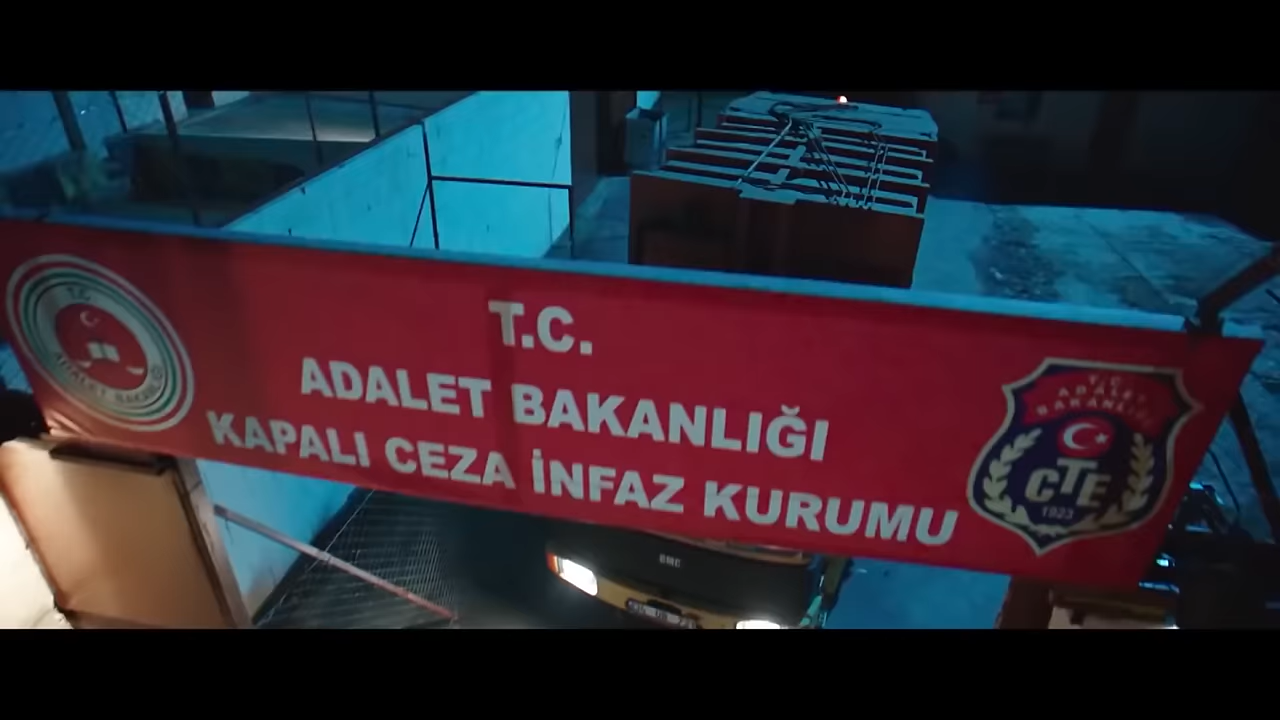 T.C.
ADALET BAKANLIĞI
KAPALI CEZA İNFAZ KURUMU
T.C.
ADALET
BAKANLIĞI
CTE
1923